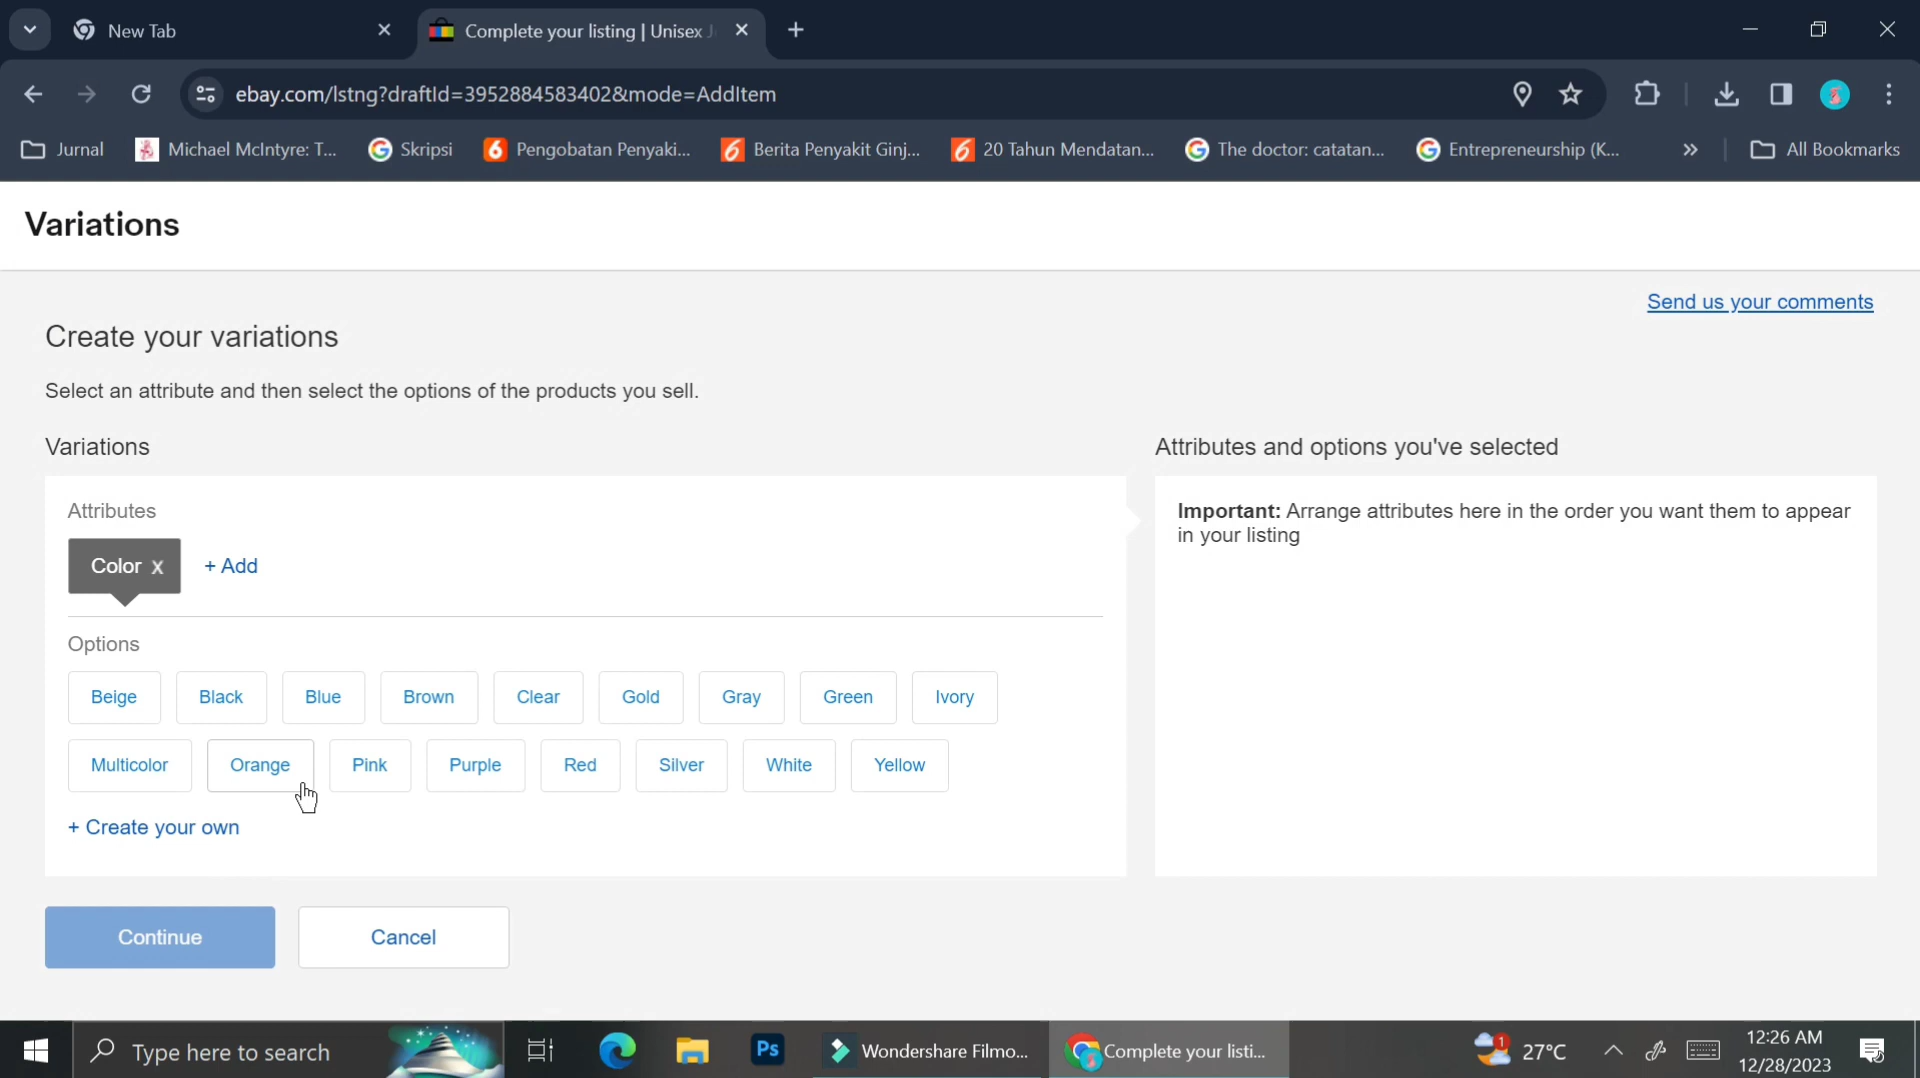 New Tab
Complete your listing | Unisex J
ebay.com/lstng?draftId=3952884583402&mode=AddItem
Jurnal
Michael McIntyre: T...
Skripsi
Pengobatan Penyaki...
Berita Penyakit Ginj...
20 Tahun Mendatan...
The doctor: catatan...
Entrepreneurship (K...
»
All Bookmarks
Variations
Send us your comments
Create your variations
Select an attribute and then select the options of the products you sell.
Variations
Attributes and options you've selected
Attributes
Important: Arrange attributes here in the order you want them to appear
in your listing
Color x + Add
Options
Beige Black Blue Brown Clear Gold Gray Green Ivory
Multicolor Orange Pink Purple Red Silver White Yellow
+ Create your own
Continue Cancel
Type here to search
Ps
Wondershare Filmo...
Complete your listi...
1
27°C
12:26 AM
12/28/2023